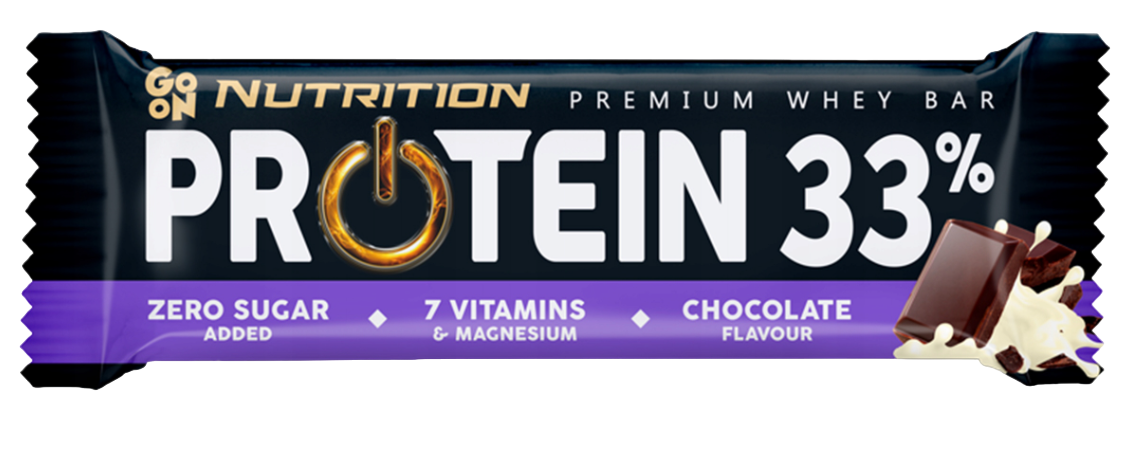 GO ON NUTRITION PREMIUM WHEY BAR
PROTEIN 33%
ZERO SUGAR ADDED
7 VITAMINS & MAGNESIUM
CHOCOLATE FLAVOUR